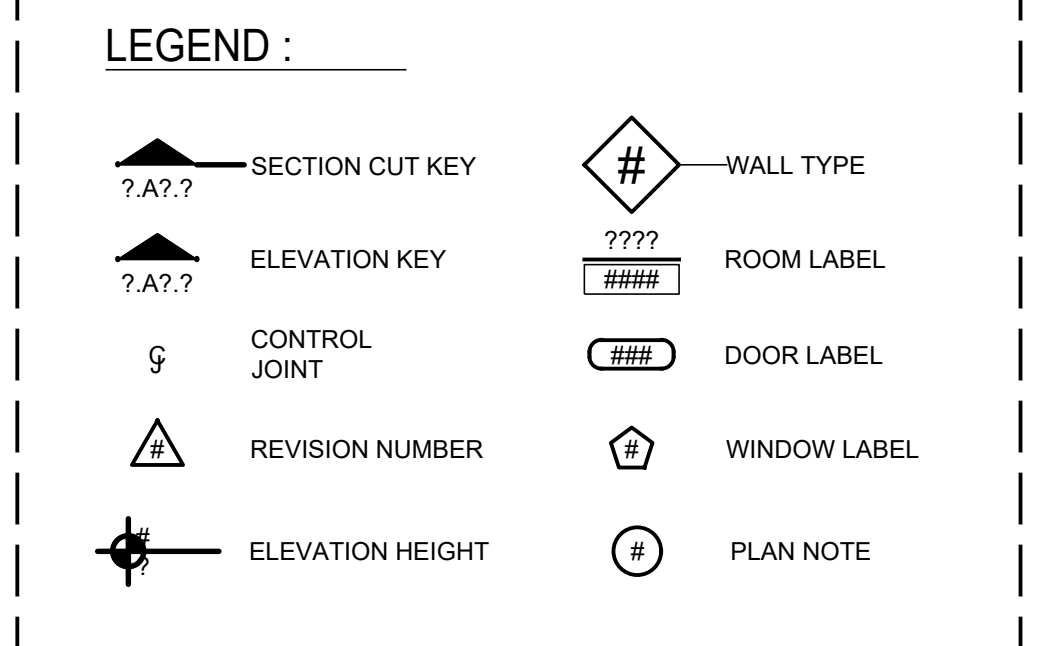 LEGEND :
?.A?.?
SECTION CUT KEY
#
WALL TYPE
?.A?.?
ELEVATION KEY
????
####
ROOM LABEL
CJ
CONTROL
JOINT
###
DOOR LABEL
#
REVISION NUMBER
#
WINDOW LABEL
#
?
ELEVATION HEIGHT
#
PLAN NOTE